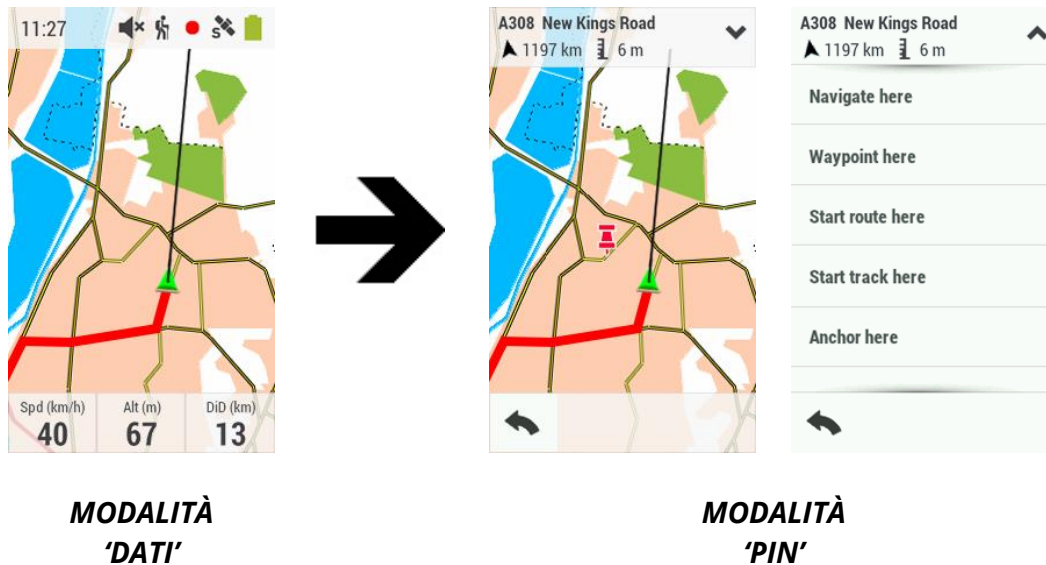 11:27
S
Spd (km/h) Alt (m) DiD (km)
40 67 13
A308 New Kings Road
1197 km 6 m
A308 New Kings Road
1197 km 6 m
Navigate here
Waypoint here
Start route here
Start track here
Anchor here
MODALITÀ
‘DATI’
MODALITÀ
‘PIN’